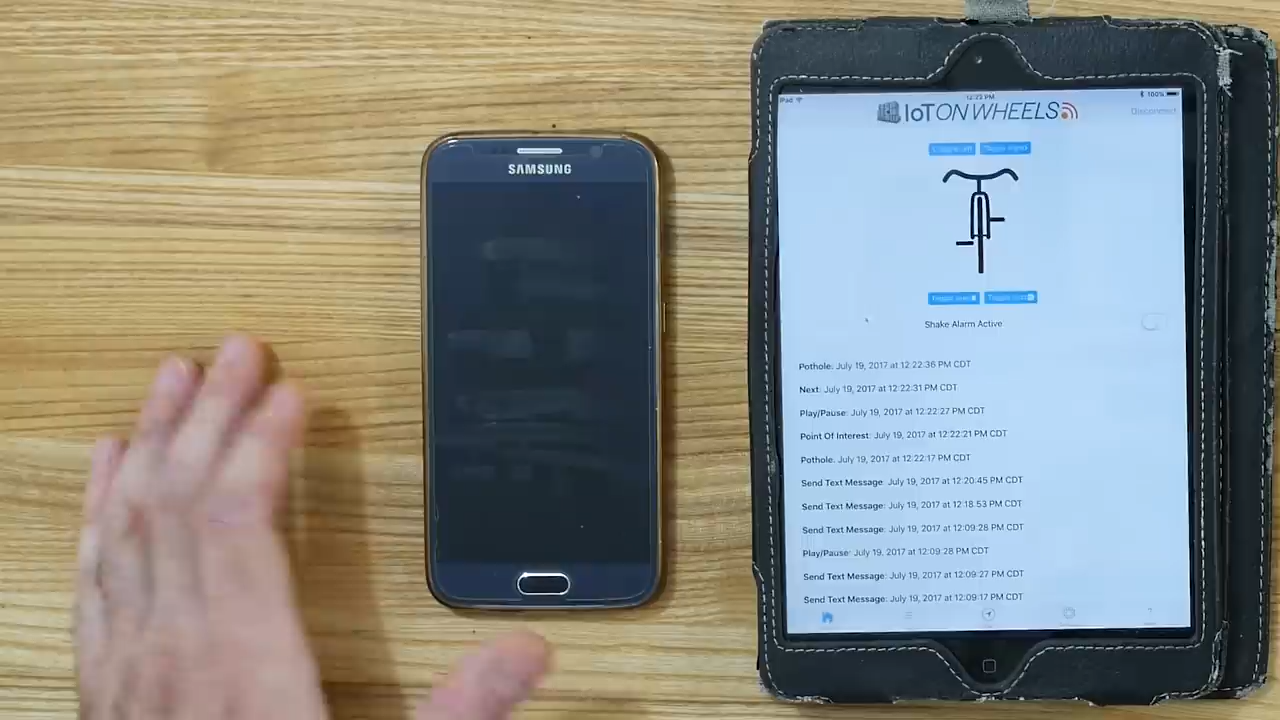 SAMSUNG
iPad
12:23 PM
100%
IoT ON WHEELS
Disconnect
Shake Alarm Active
Pothole: July 19, 2017 at 12:22:36 PM CDT
Next: July 19, 2017 at 12:22:31 PM CDT
Play/Pause: July 19, 2017 at 12:22:27 PM CDT
Point Of Interest: July 19, 2017 at 12:22:21 PM CDT
Pothole: July 19, 2017 at 12:22:17 PM CDT
Send Text Message: July 19, 2017 at 12:20:45 PM CDT
Send Text Message: July 19, 2017 at 12:18:53 PM CDT
Send Text Message: July 19, 2017 at 12:09:28 PM CDT
Play/Pause: July 19, 2017 at 12:09:28 PM CDT
Send Text Message: July 19, 2017 at 12:09:27 PM CDT
Send Text Message: July 19, 2017 at 12:09:17 PM CDT